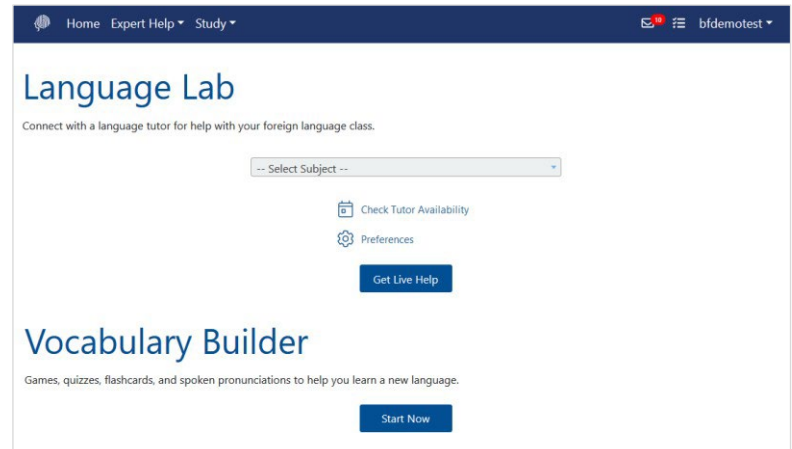 Home Expert Help Study 10 bfdemotest
Language Lab
Connect with a language tutor for help with your foreign language class.
-- Select Subject --
Check Tutor Availability
Preferences
Get Live Help
Vocabulary Builder
Games, quizzes, flashcards, and spoken pronunciations to help you learn a new language.
Start Now